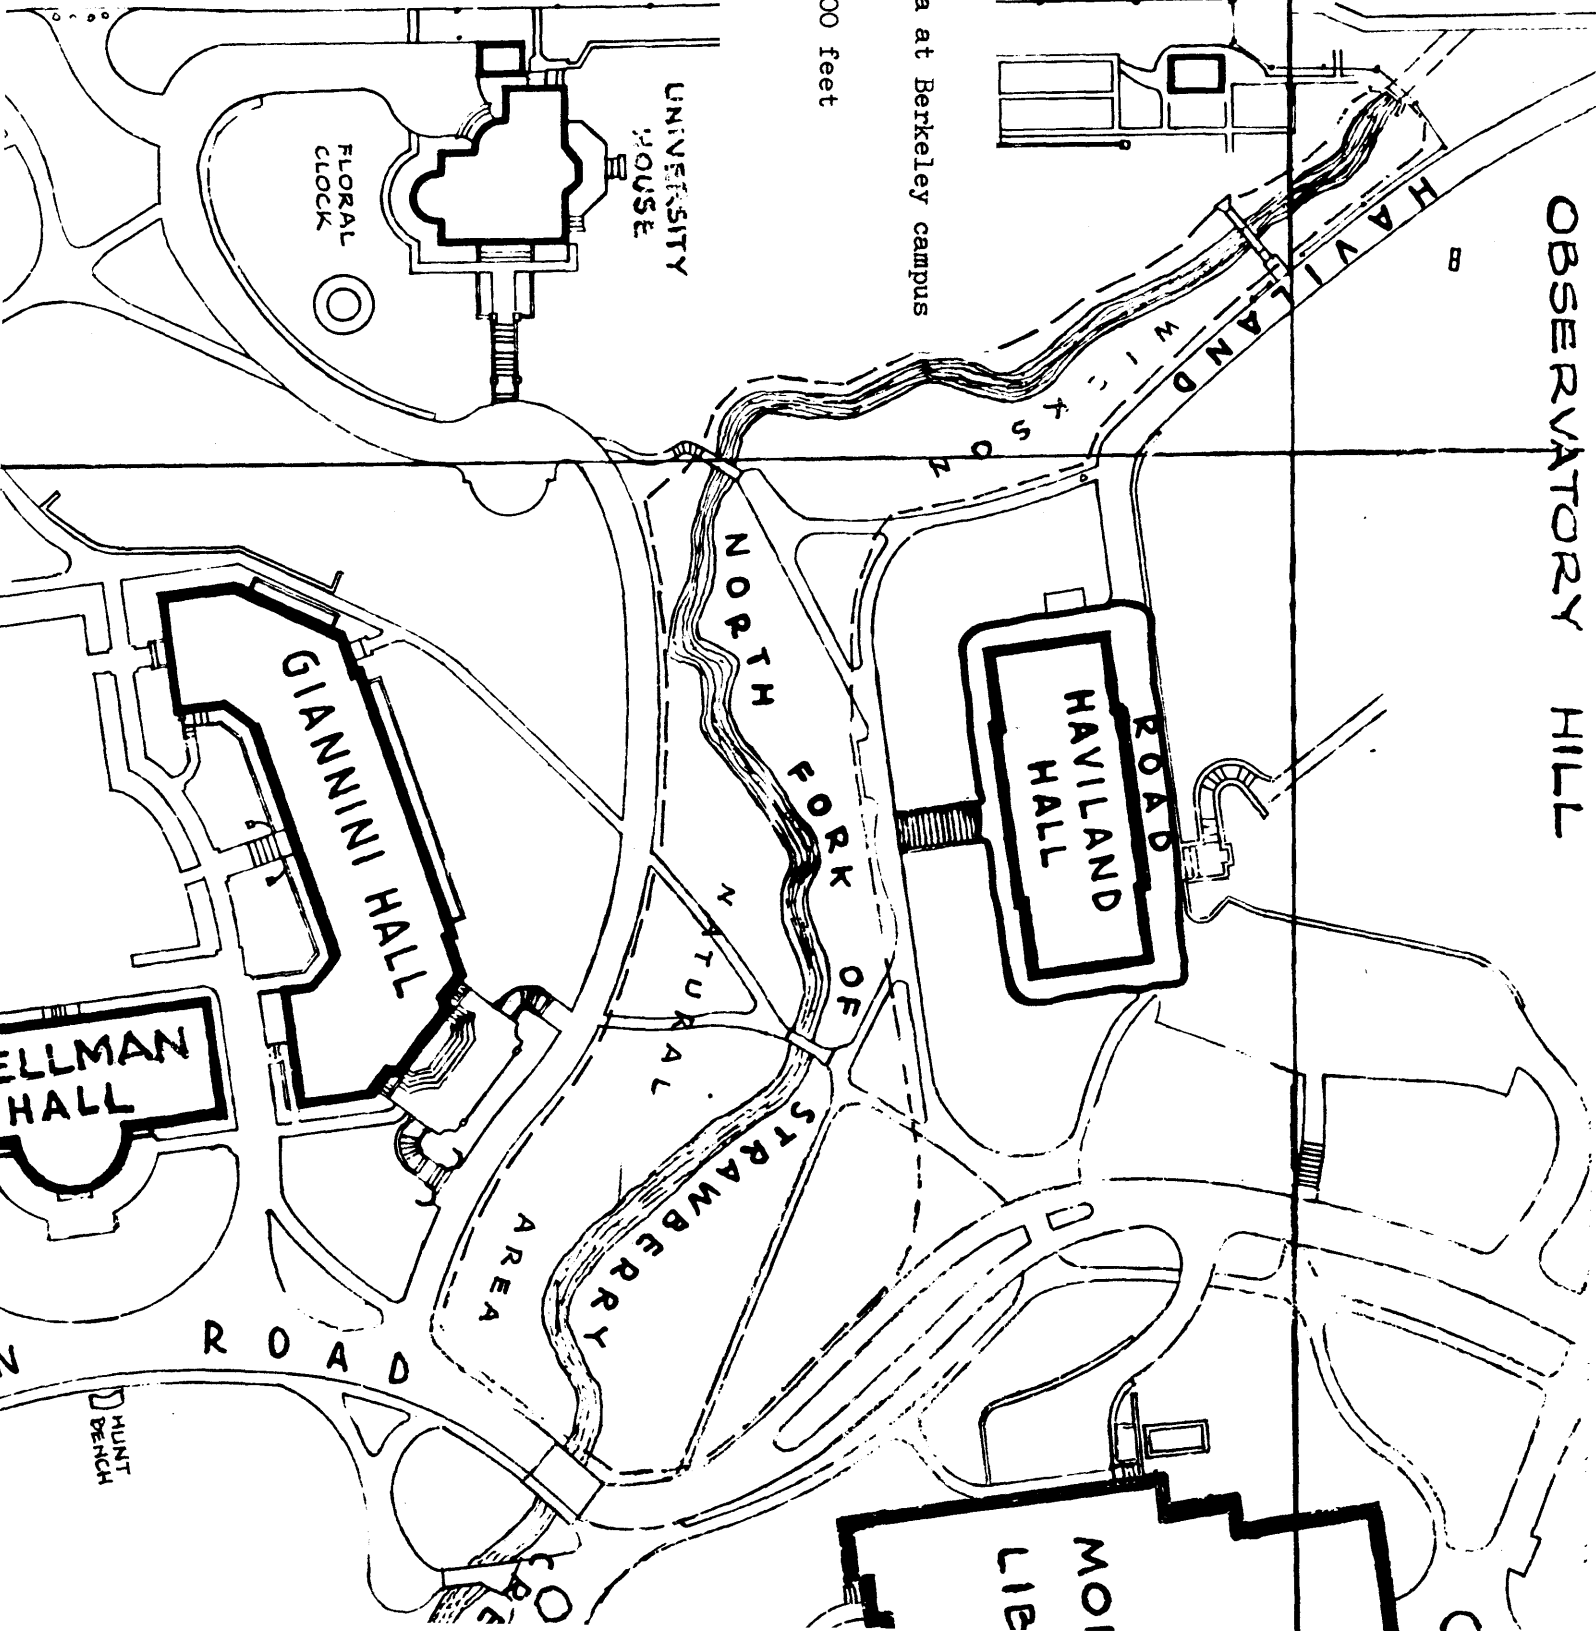 a at Berkeley campus
00 feet
OBSERVATORY HILL
UNIVERSITY
HOUSE
FLORAL
CLOCK
HAVILAND
ROAD
WICKSON
NATURAL
AREA
NORTH FORK OF
STRAWBERRY
HAVILAND
HALL
GIANNINI HALL
ELLMAN
HALL
N ROAD
HUNT
BENCH
MO
LIB
CO